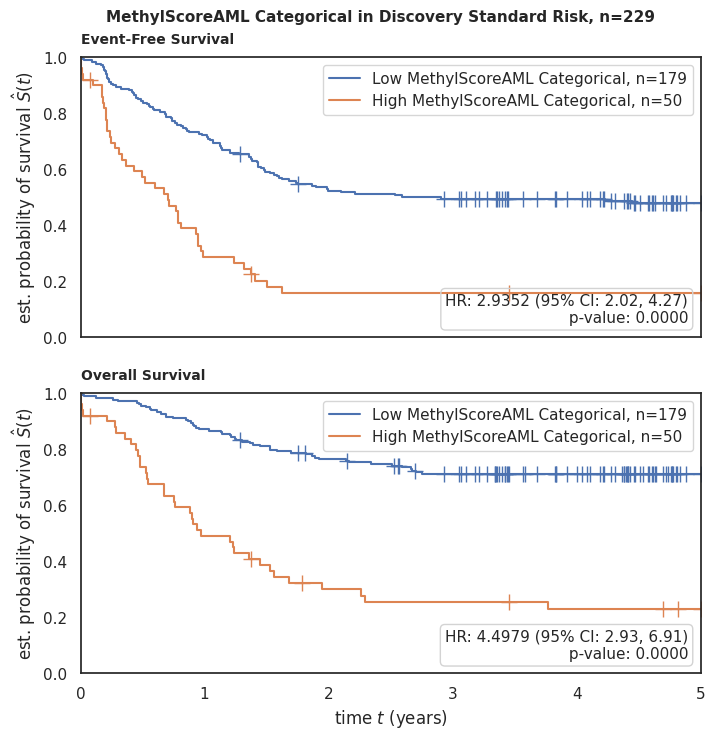 MethylScoreAML Categorical in Discovery Standard Risk, n=229
Event-Free Survival
est. probability of survival Ŝ(t)
1.0
0.8
0.6
0.4
0.2
0.0
Low MethylScoreAML Categorical, n=179
High MethylScoreAML Categorical, n=50
HR: 2.9352 (95% CI: 2.02, 4.27)
p-value: 0.0000
Overall Survival
est. probability of survival Ŝ(t)
1.0
0.8
0.6
0.4
0.2
0.0
Low MethylScoreAML Categorical, n=179
High MethylScoreAML Categorical, n=50
HR: 4.4979 (95% CI: 2.93, 6.91)
p-value: 0.0000
0 1 2 3 4 5
time t (years)